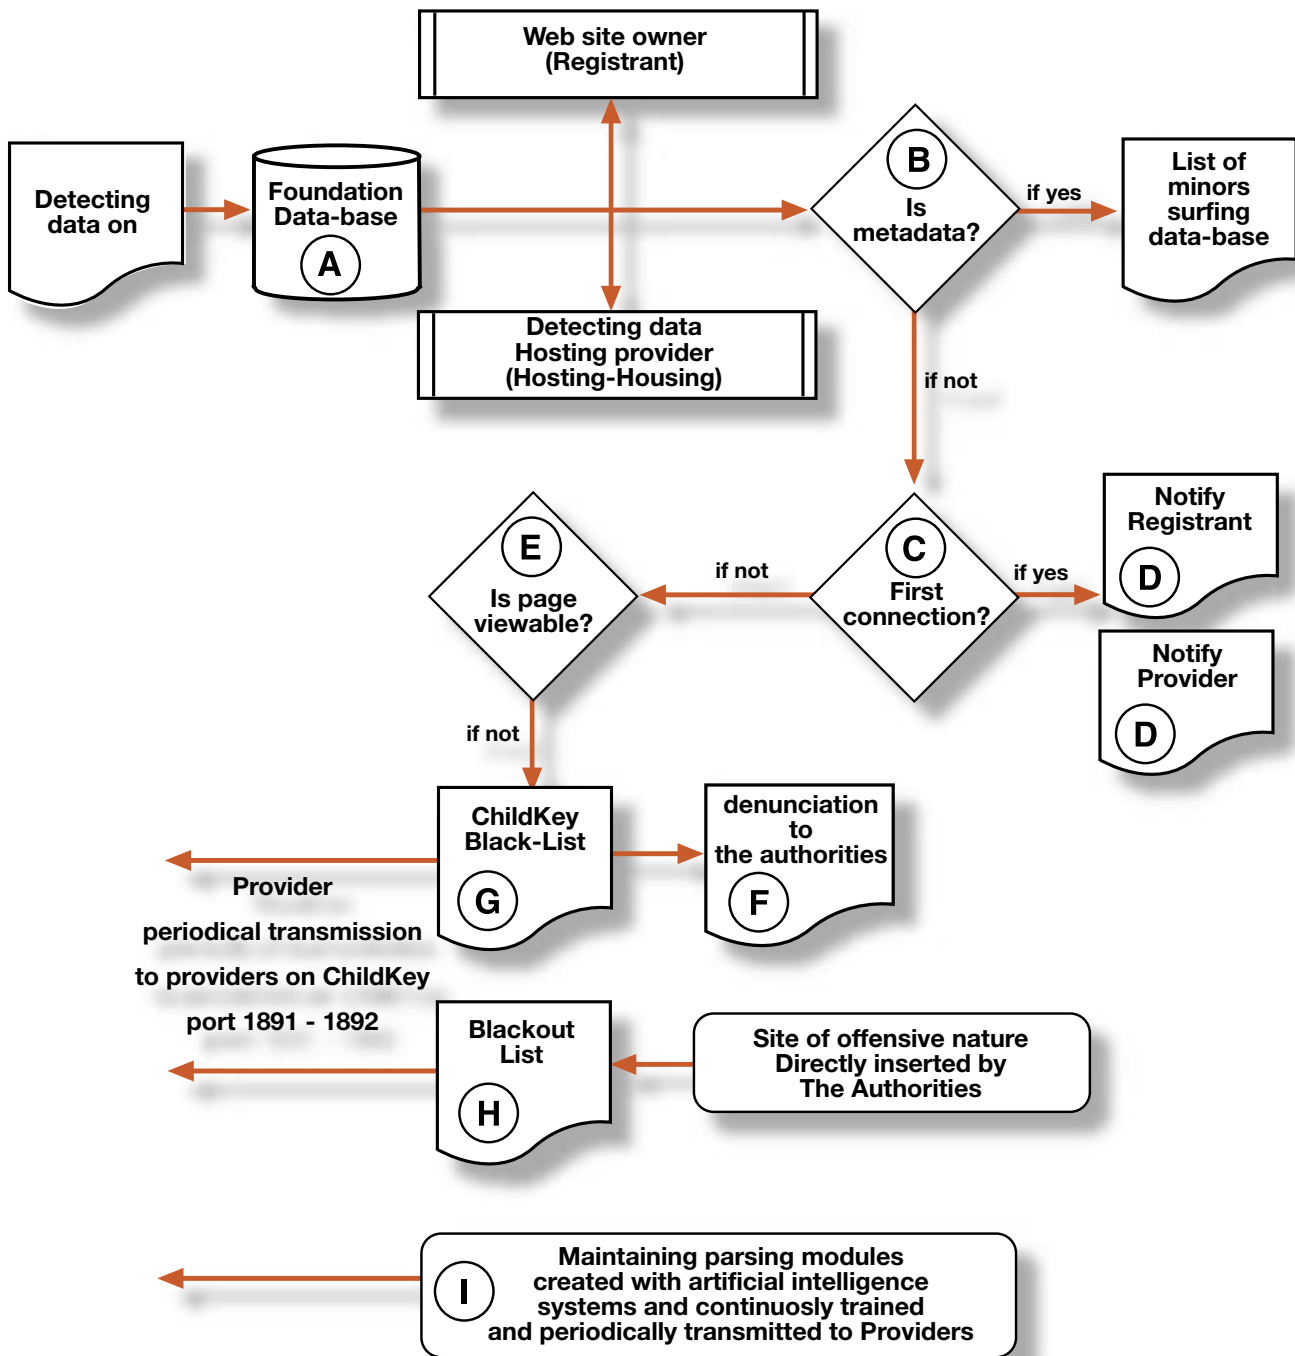 Web site owner
(Registrant)
Detecting
data on
Foundation
Data-base
A
B
Is
metadata?
if yes
List of
minors
surfing
data-base
Detecting data
Hosting provider
(Hosting-Housing)
if not
E
Is page
viewable?
if not
C
First
connection?
if yes
Notify
Registrant
D
Notify
Provider
D
if not
ChildKey
Black-List
G
denunciation
to
the authorities
F
Provider
periodical transmission
to providers on ChildKey
port 1891 - 1892
Blackout
List
H
Site of offensive nature
Directly inserted by
The Authorities
I
Maintaining parsing modules
created with artificial intelligence
systems and continuosly trained
and periodically transmitted to Providers